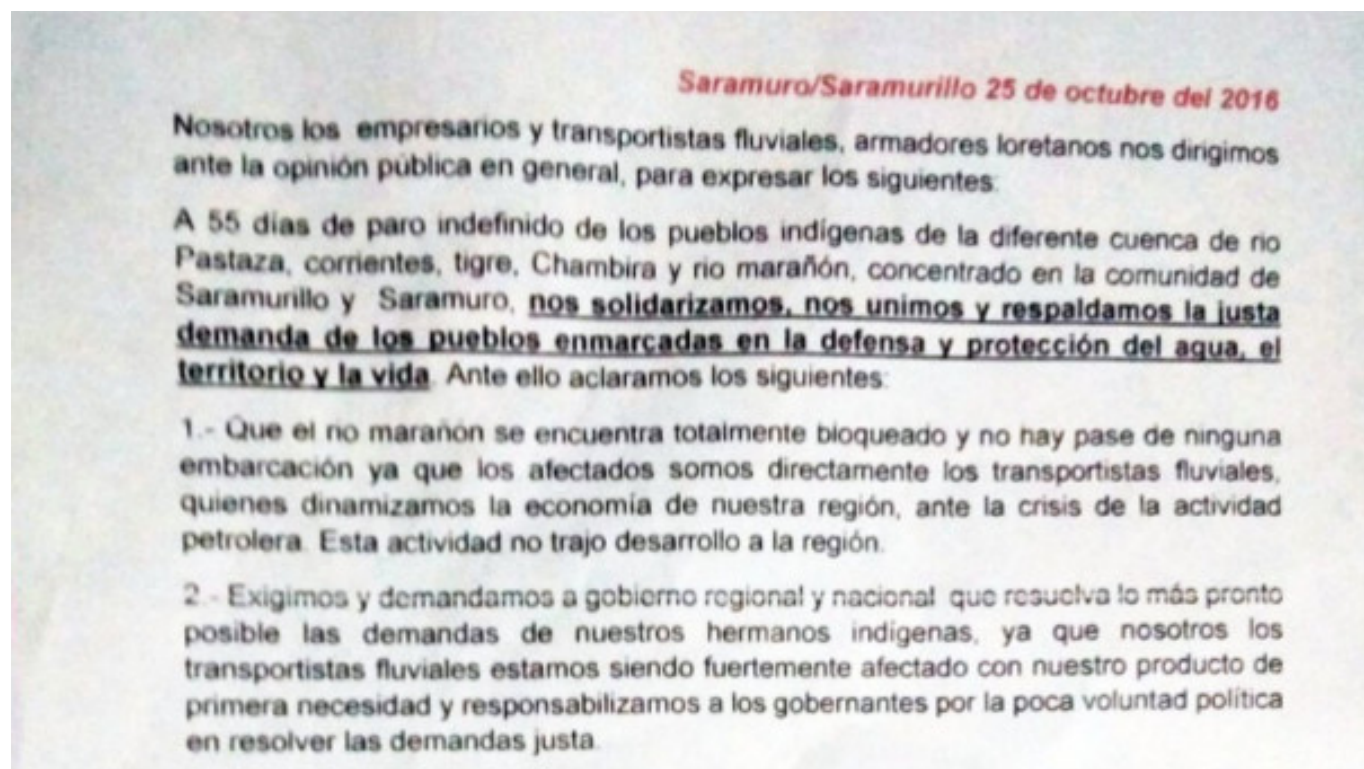 Saramuro/Saramurillo 25 de octubre del 2016
Nosotros los empresarios y transportistas fluviales, armadores loretanos nos dirigimos
ante la opinión pública en general, para expresar los siguientes:
A 55 días de paro indefinido de los pueblos indígenas de la diferente cuenca de rio
Pastaza, corrientes, tigre, Chambira y rio marañón, concentrado en la comunidad de
Saramurillo y Saramuro, nos solidarizamos, nos unimos y respaldamos la justa
demanda de los pueblos enmarcadas en la defensa y protección del agua, el
territorio y la vida. Ante ello aclaramos los siguientes:
1.- Que el rio marañón se encuentra totalmente bloqueado y no hay pase de ninguna
embarcación ya que los afectados somos directamente los transportistas fluviales,
quienes dinamizamos la economía de nuestra región, ante la crisis de la actividad
petrolera. Esta actividad no trajo desarrollo a la región.
2.- Exigimos y demandamos a gobierno regional y nacional que resuelva lo más pronto
posible las demandas de nuestros hermanos indígenas, ya que nosotros los
transportistas fluviales estamos siendo fuertemente afectado con nuestro producto de
primera necesidad y responsabilizamos a los gobernantes por la poca voluntad política
en resolver las demandas justa.